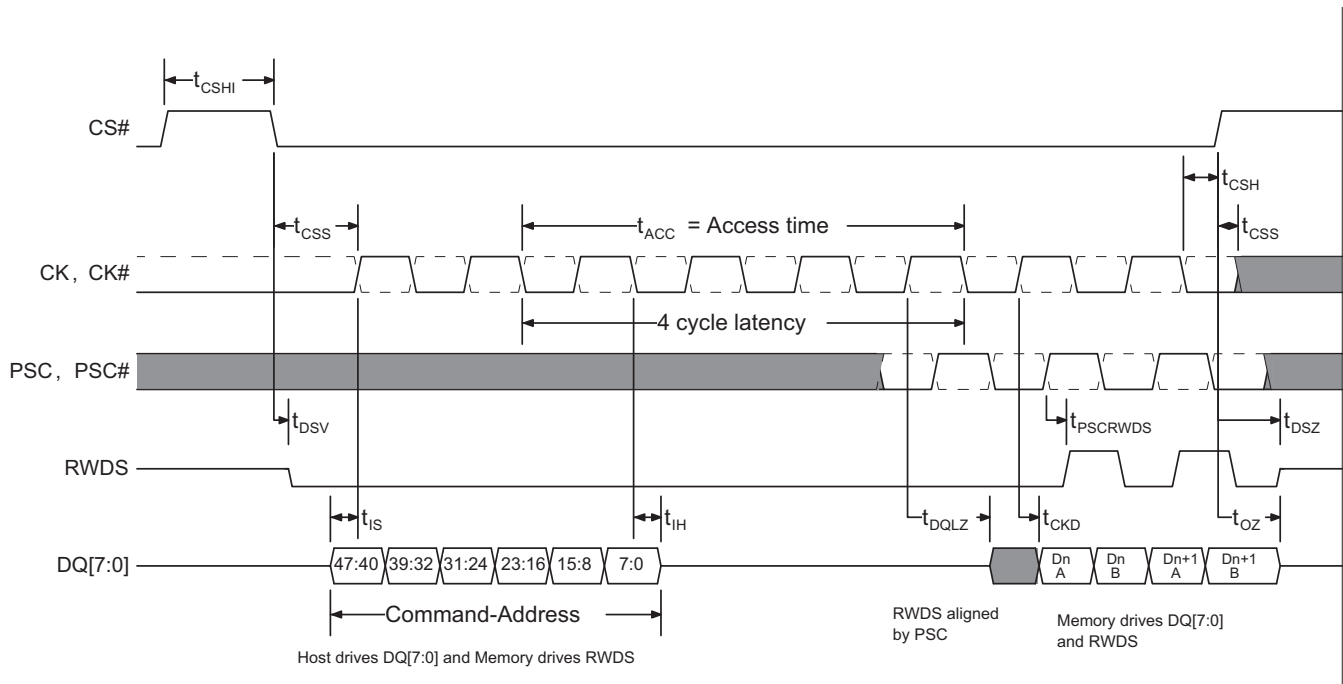 tCSHI
CS#
tCSH
tCSS
tACC = Access time
tCSS
CK, CK#
4 cycle latency
PSC, PSC#
tDSV
tPSCRWDS
tDSZ
RWDS
tIS
tIH
tDQLZ
tCKD
tOZ
DQ[7:0]
47:40 39:32 31:24 23:16 15:8 7:0
Dn A
Dn B
Dn+1 A
Dn+1 B
Command-Address
RWDS aligned
by PSC
Memory drives DQ[7:0]
and RWDS
Host drives DQ[7:0] and Memory drives RWDS